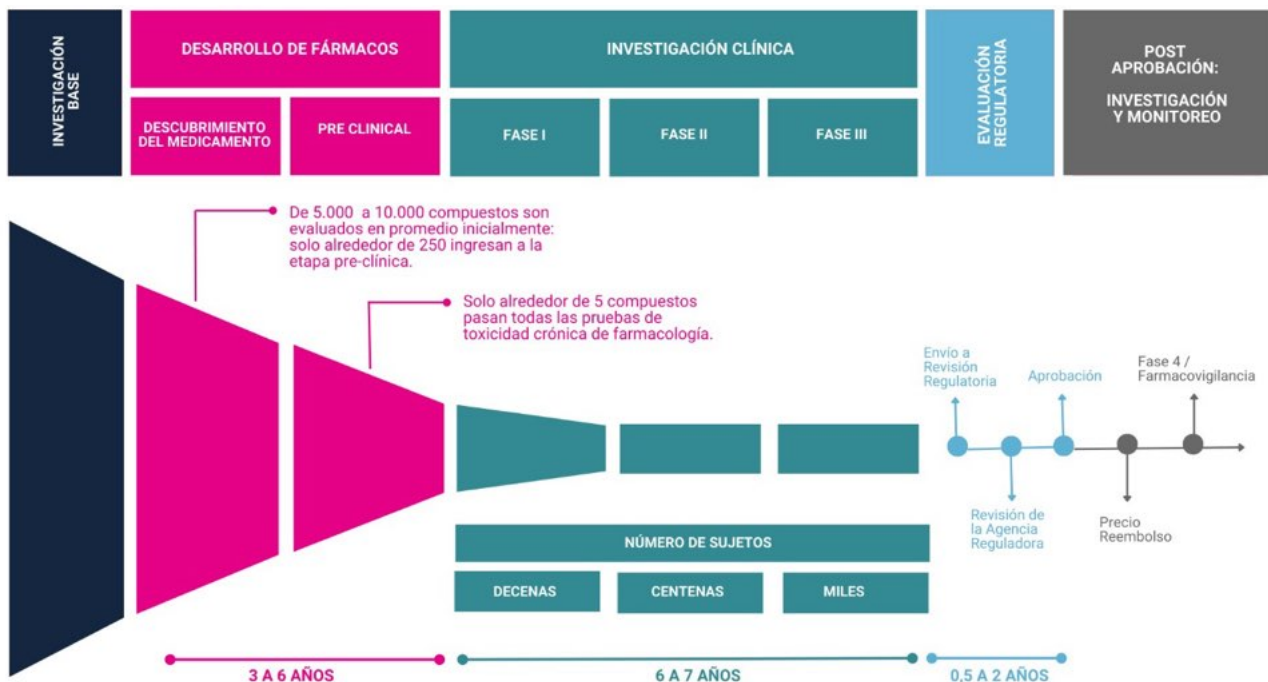 INVESTIGACIÓN
BASE
DESARROLLO DE FÁRMACOS
DESCUBRIMIENTO
DEL MEDICAMENTO
PRE CLINICAL
INVESTIGACIÓN CLÍNICA
FASE I
FASE II
FASE III
EVALUACIÓN
REGULATORIA
POST
APROBACIÓN:
INVESTIGACIÓN
Y MONITOREO
De 5.000 a 10.000 compuestos son
evaluados en promedio inicialmente:
solo alrededor de 250 ingresan a la
etapa pre-clínica.
Solo alrededor de 5 compuestos
pasan todas las pruebas de
toxicidad crónica de farmacología.
Envío a
Revisión
Regulatoria
Aprobación
Fase 4 /
Farmacovigilancia
Revisión de
la Agencia
Reguladora
Precio
Reembolso
NÚMERO DE SUJETOS
DECENAS
CENTENAS
MILES
3 A 6 AÑOS
6 A 7 AÑOS
0,5 A 2 AÑOS